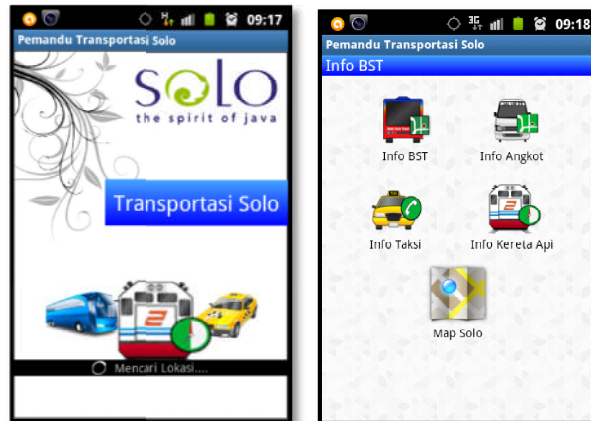 09:17
Pemandu Transportasi Solo
SOLO
the spirit of java
Transportasi Solo
Mencari Lokasi....
3G
09:18
Pemandu Transportasi Solo
Info BST
Info BST
Info Angkot
Info Taksi
Info Kereta Api
Map Solo